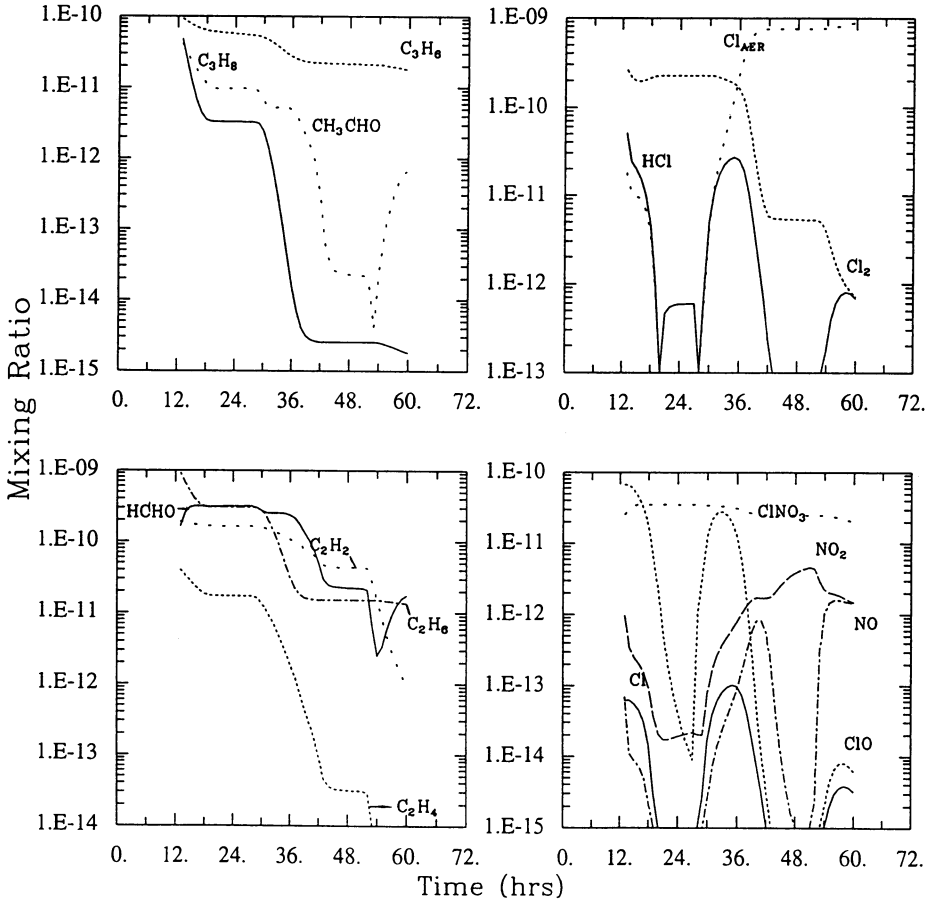 Mixing Ratio
1.E-10
1.E-11
1.E-12
1.E-13
1.E-14
1.E-15
C₃H₆
C₃H₈
CH₃CHO
0. 12. 24. 36. 48. 60. 72.
1.E-09
1.E-10
1.E-11
1.E-12
1.E-13
Cl_AER
HCl
Cl₂
0. 12. 24. 36. 48. 60. 72.
1.E-09
1.E-10
1.E-11
1.E-12
1.E-13
1.E-14
HCHO
C₂H₂
C₂H₆
C₂H₄
0. 12. 24. 36. 48. 60. 72.
1.E-10
1.E-11
1.E-12
1.E-13
1.E-14
1.E-15
ClNO₃
NO₂
NO
Cl
ClO
0. 12. 24. 36. 48. 60. 72.
Time (hrs)